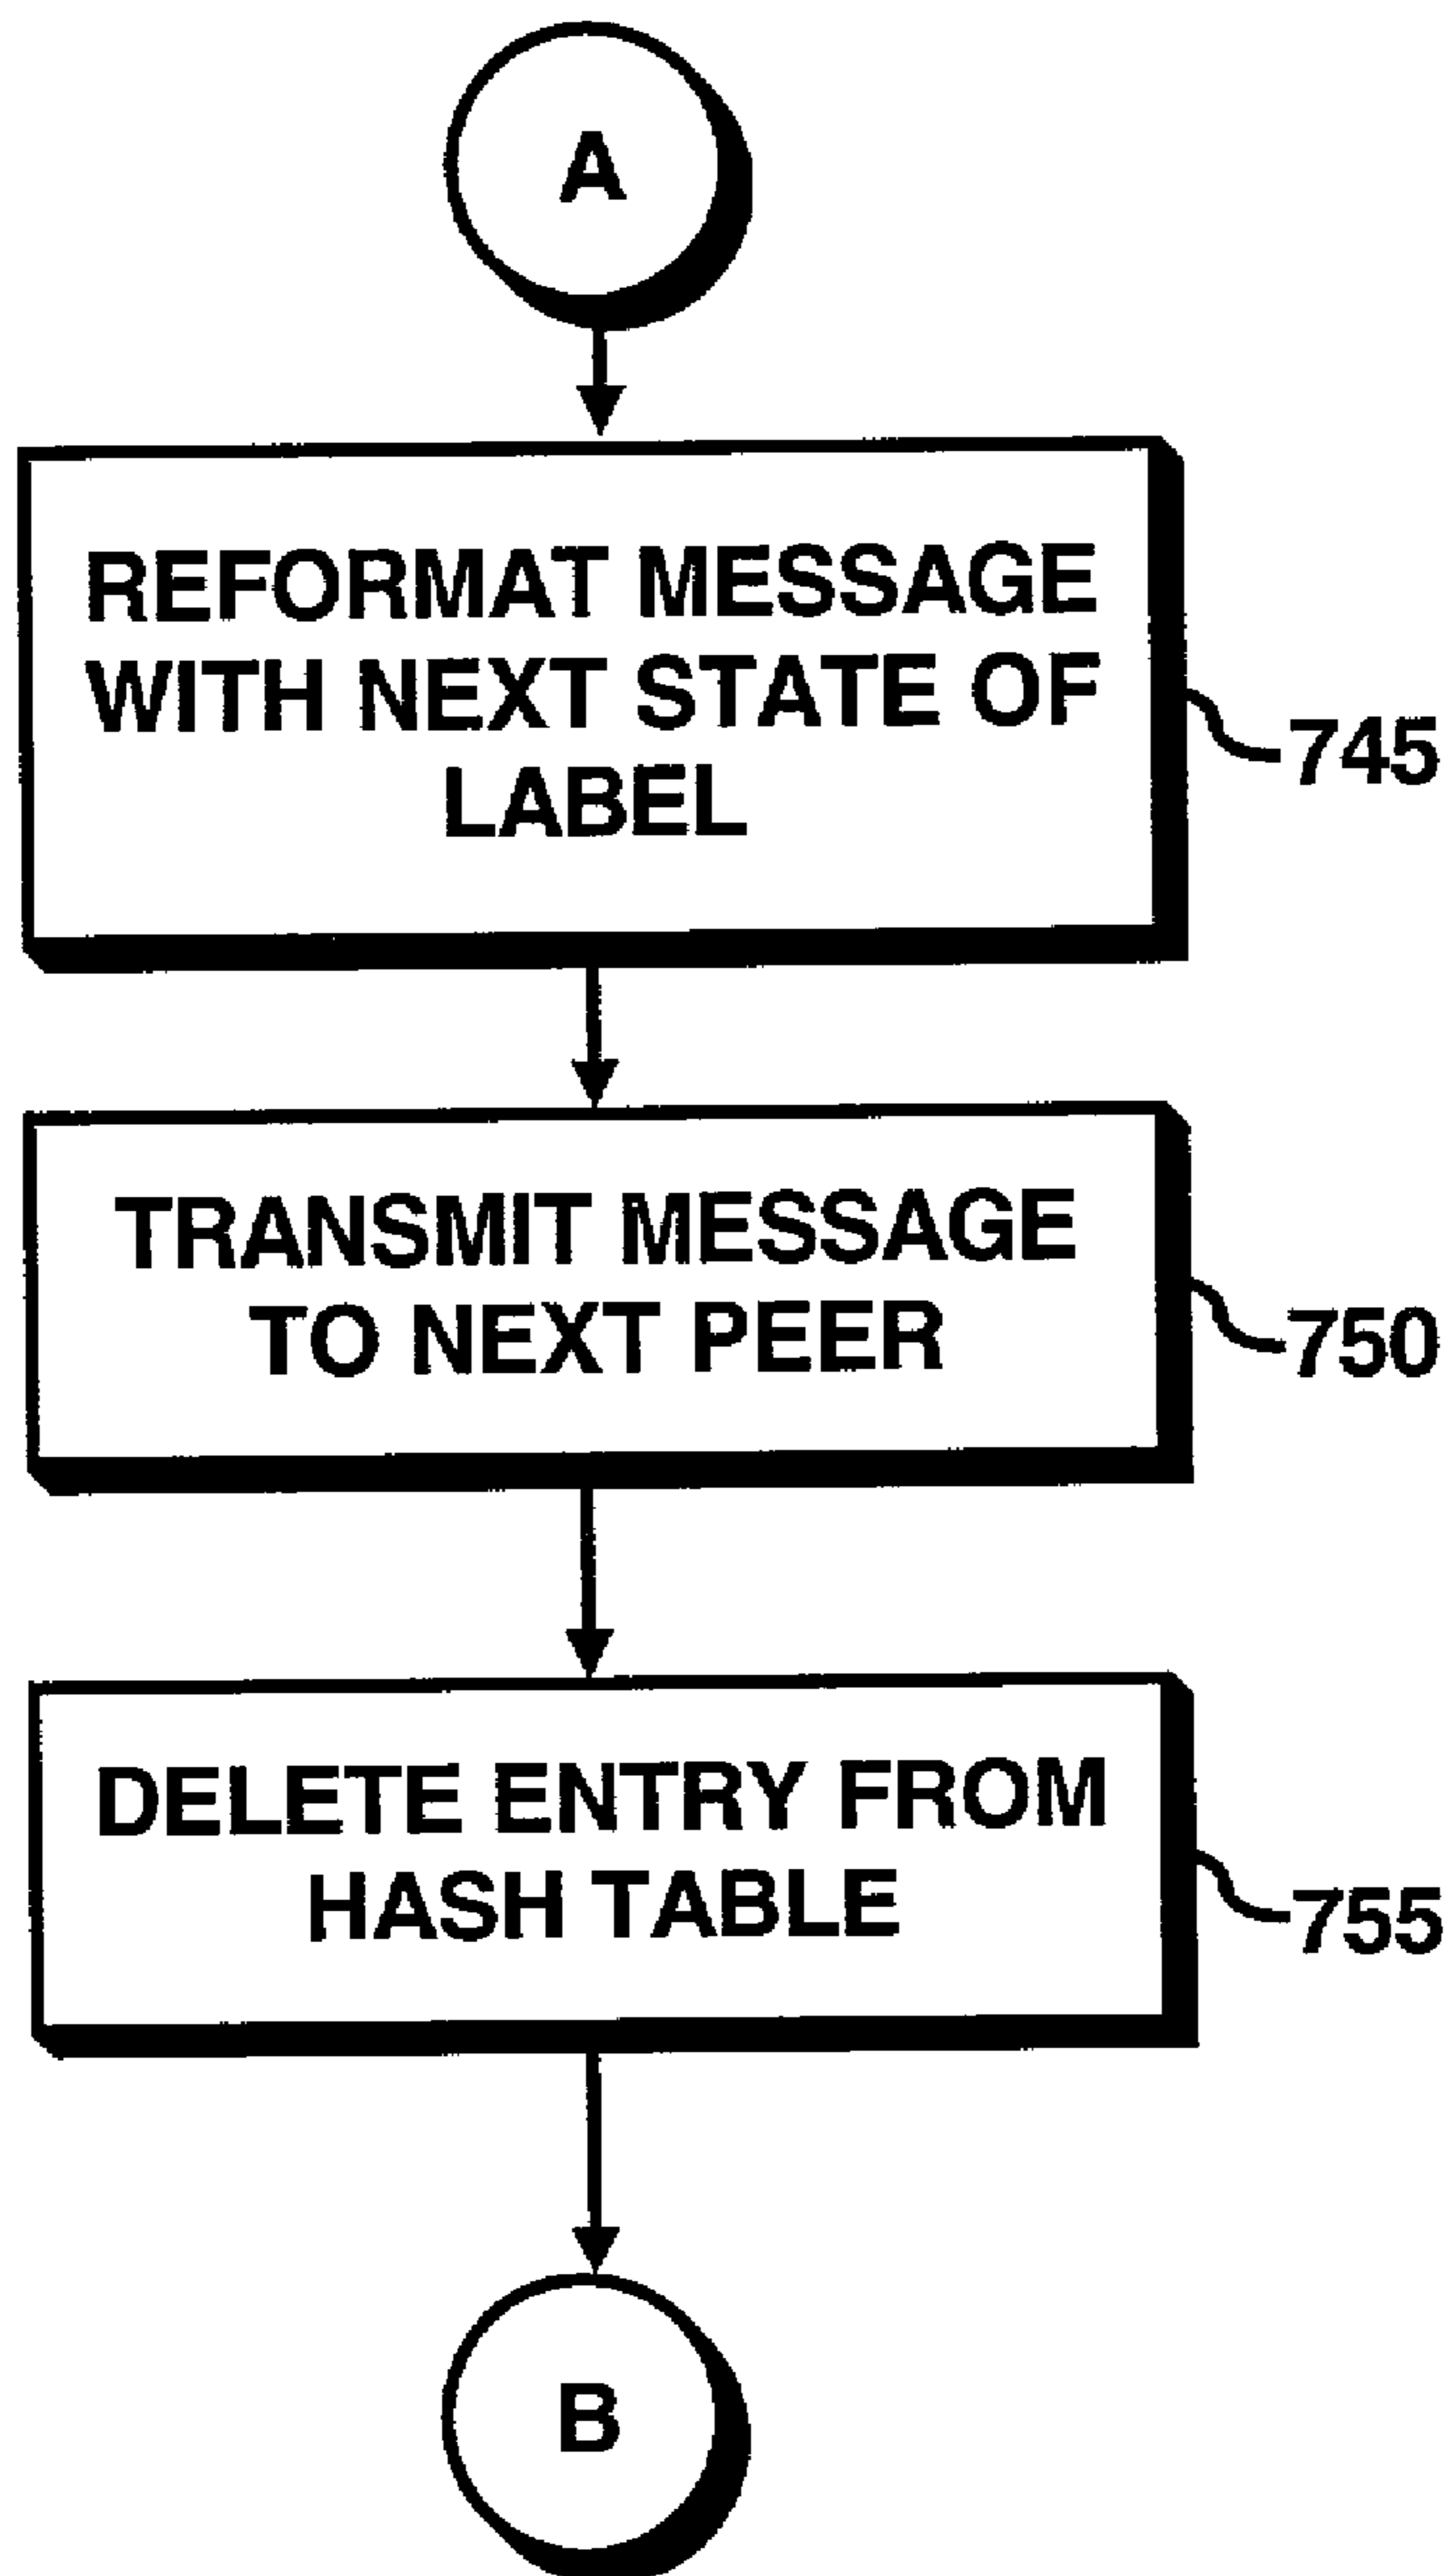 A
REFORMAT MESSAGE
WITH NEXT STATE OF
LABEL
745
TRANSMIT MESSAGE
TO NEXT PEER
750
DELETE ENTRY FROM
HASH TABLE
755
B